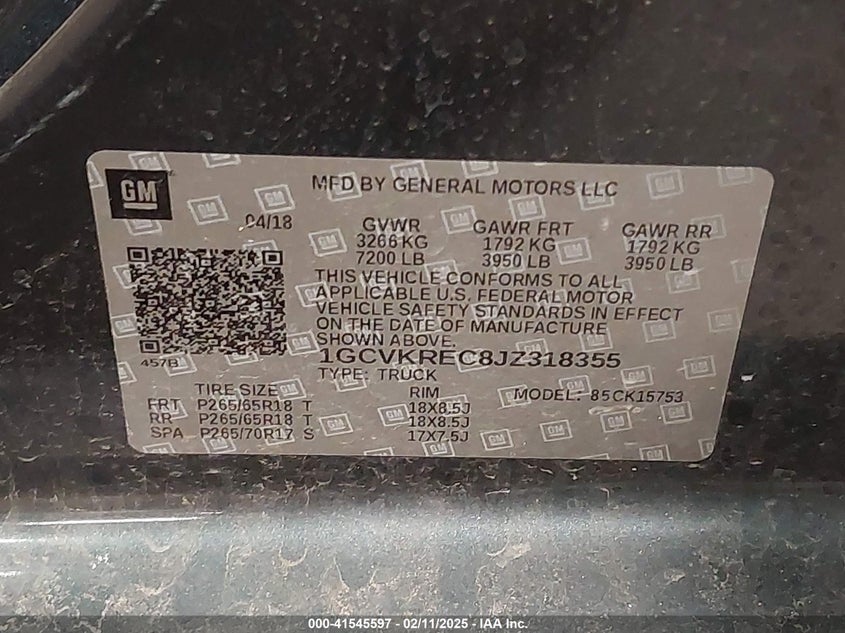 GM
MFD BY GENERAL MOTORS LLC
04/18
GVWR GAWR FRT GAWR RR
3266 KG 1792 KG 1792 KG
7200 LB 3950 LB 3950 LB
THIS VEHICLE CONFORMS TO ALL
APPLICABLE U.S. FEDERAL MOTOR
VEHICLE SAFETY STANDARDS IN EFFECT
ON THE DATE OF MANUFACTURE
SHOWN ABOVE.
457B
1GCVKREC8JZ318355
TYPE: TRUCK
TIRE SIZE RIM MODEL: 85CK15753
FRT P265/65R18 T 18X8.5J
RR P265/65R18 T 18X8.5J
SPA P265/70R17 S 17X7.5J
000-41545597 - 02/11/2025 - IAA Inc.